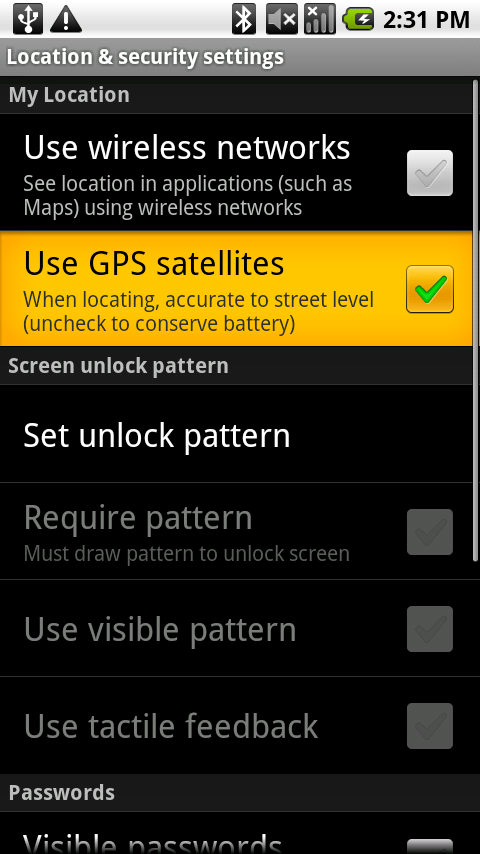 2:31 PM
Location & security settings
My Location
Use wireless networks
See location in applications (such as
Maps) using wireless networks
Use GPS satellites
When locating, accurate to street level
(uncheck to conserve battery)
Screen unlock pattern
Set unlock pattern
Require pattern
Must draw pattern to unlock screen
Use visible pattern
Use tactile feedback
Passwords
Visible passwords